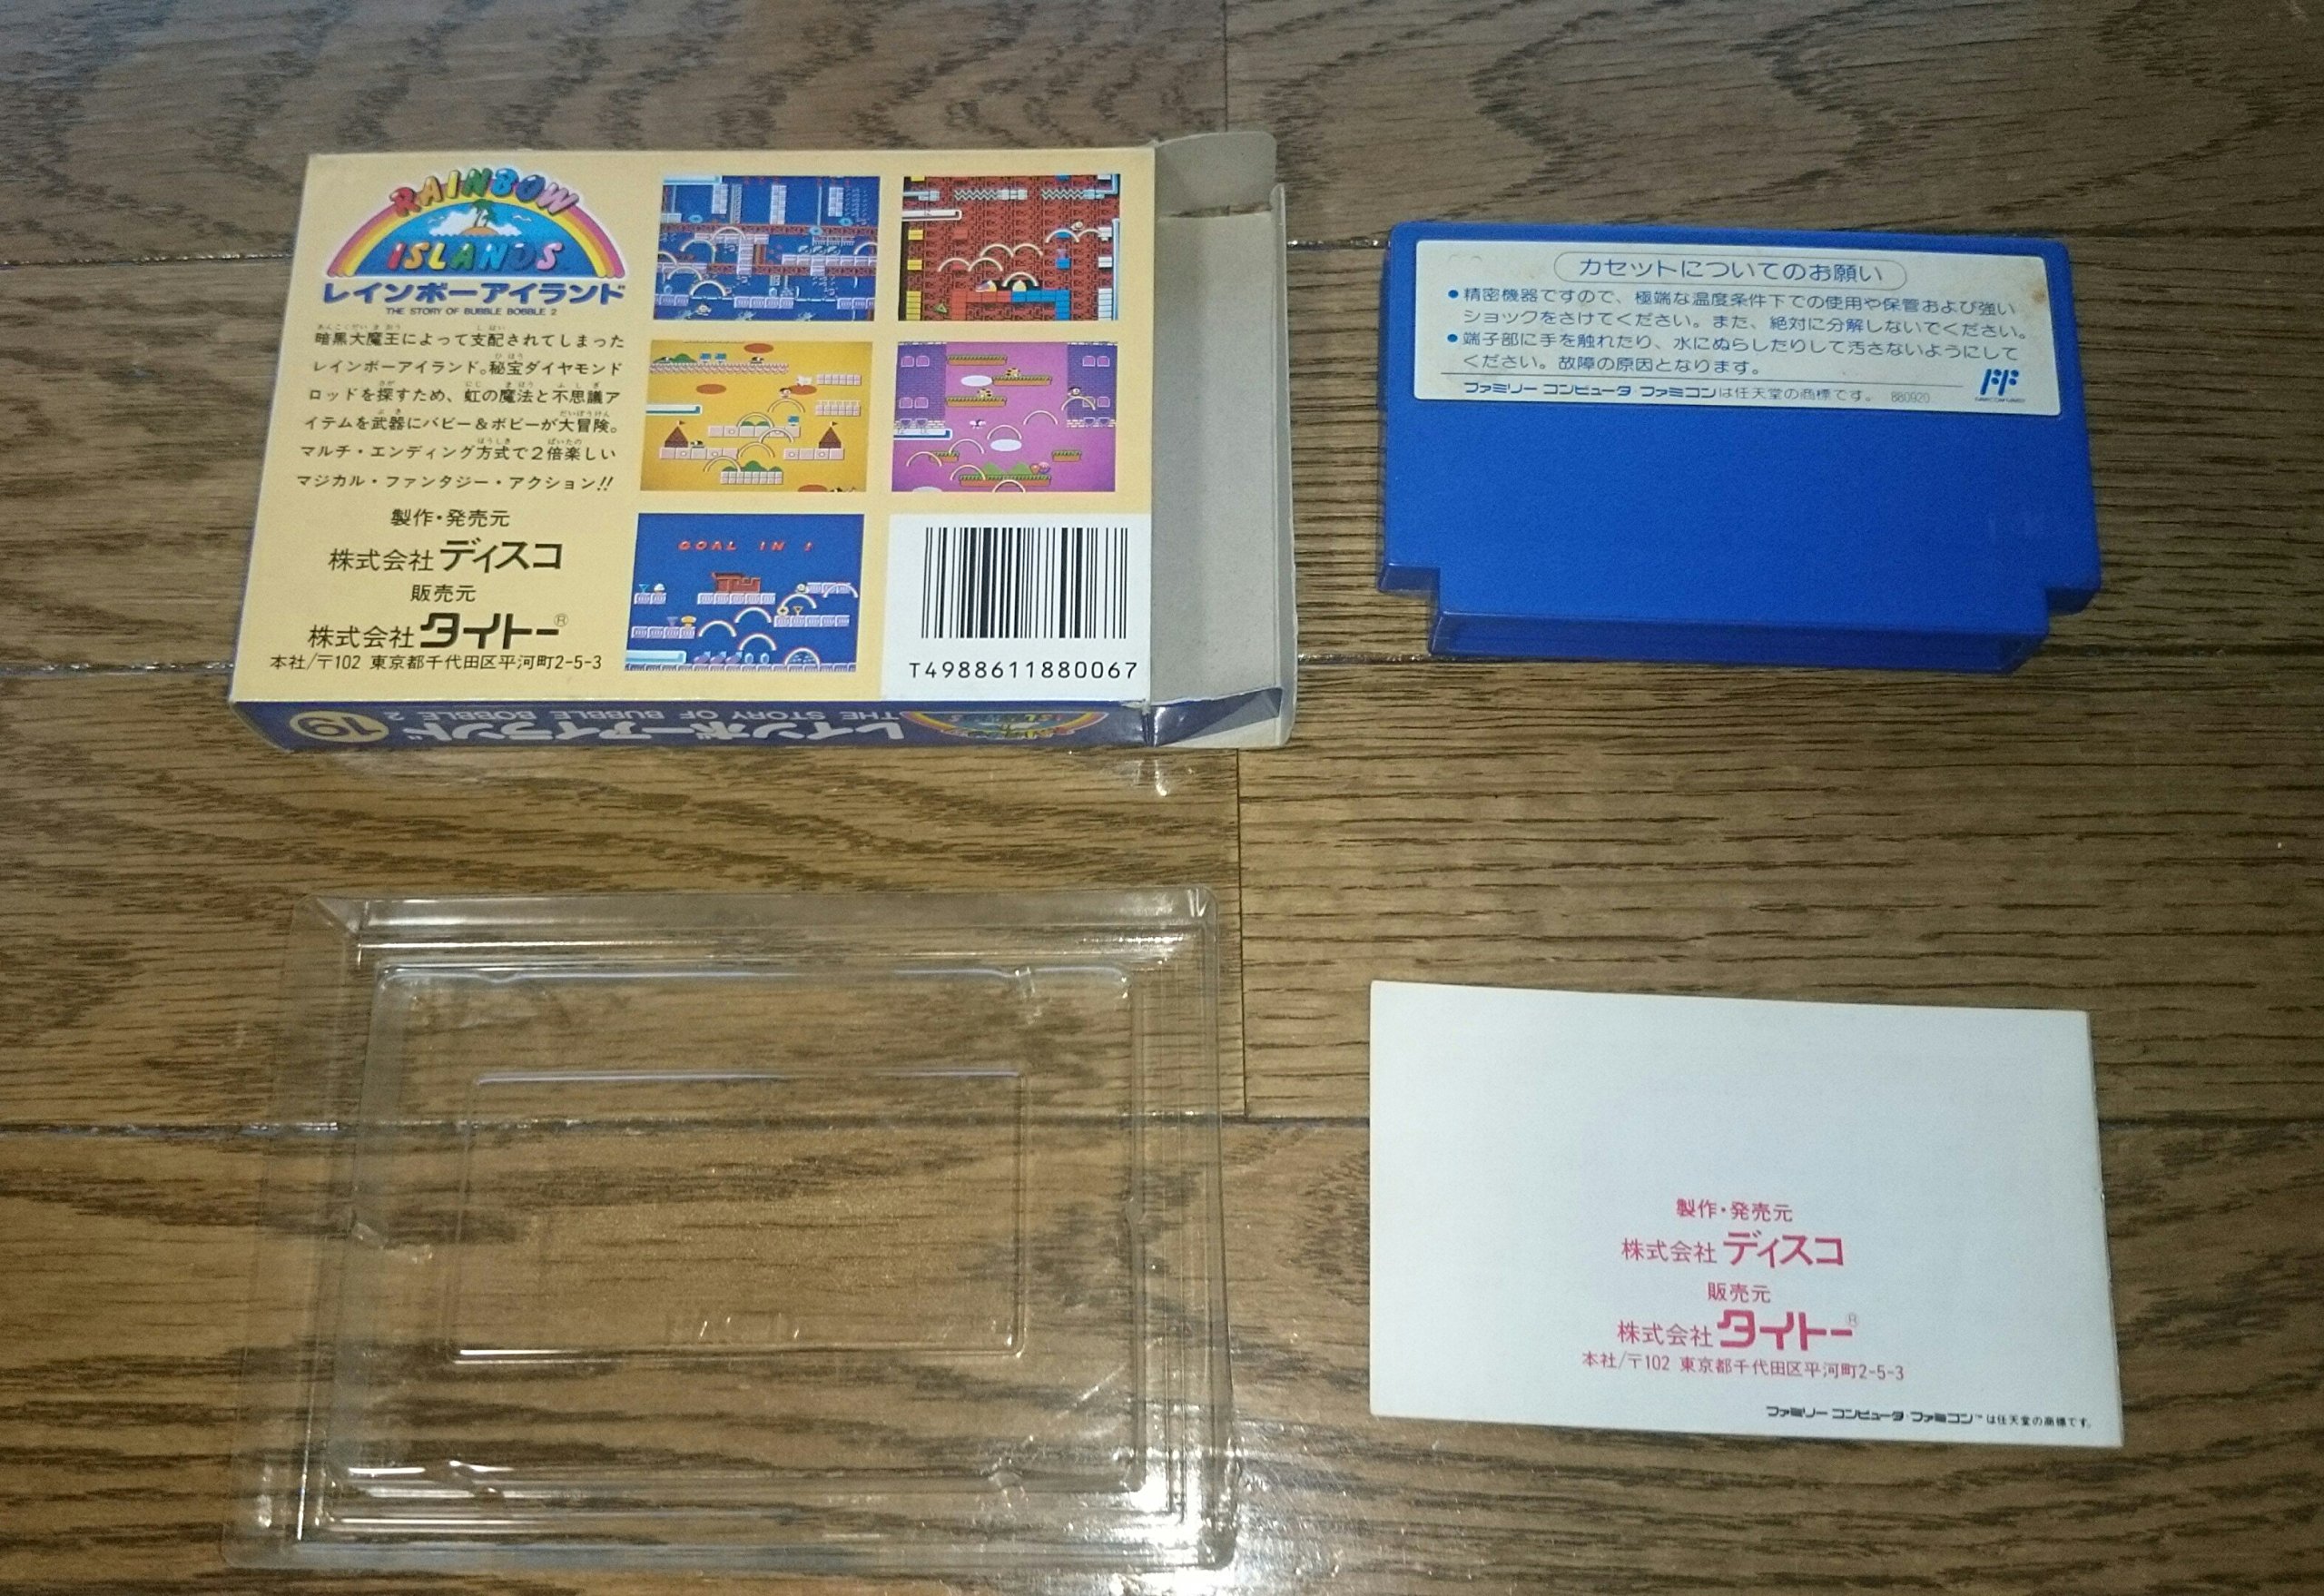 RAINBOW
ISLANDS
レインボーアイランド
THE STORY OF BUBBLE BOBBLE 2
暗黒大魔王によって支配されてしまった
レインボーアイランド。秘宝ダイヤモンド
ロッドを探すため、虹の魔法と不思議ア
イテムを武器にバビー&ボビーが大冒険。
マルチ・エンディング方式で2倍楽しい
マジカル・ファンタジー・アクション!!
製作・発売元
株式会社ディスコ
販売元
株式会社タイトー®
本社/〒102 東京都千代田区平河町2-5-3
GOAL IN !
T4988611880067
レインボーアイランド
THE STORY OF BUBBLE BOBBLE 2
19
カセットについてのお願い
●精密機器ですので、極端な温度条件下での使用や保管および強い
ショックをさけてください。また、絶対に分解しないでください。
●端子部に手を触れたり、水にぬらしたりして汚さないようにして
ください。故障の原因となります。
ファミリー コンピュータ ファミコンは任天堂の商標です。 880920
製作・発売元
株式会社ディスコ
販売元
株式会社タイトー®
本社/〒102 東京都千代田区平河町2-5-3
ファミリー コンピュータ ファミコン™は任天堂の商標です。